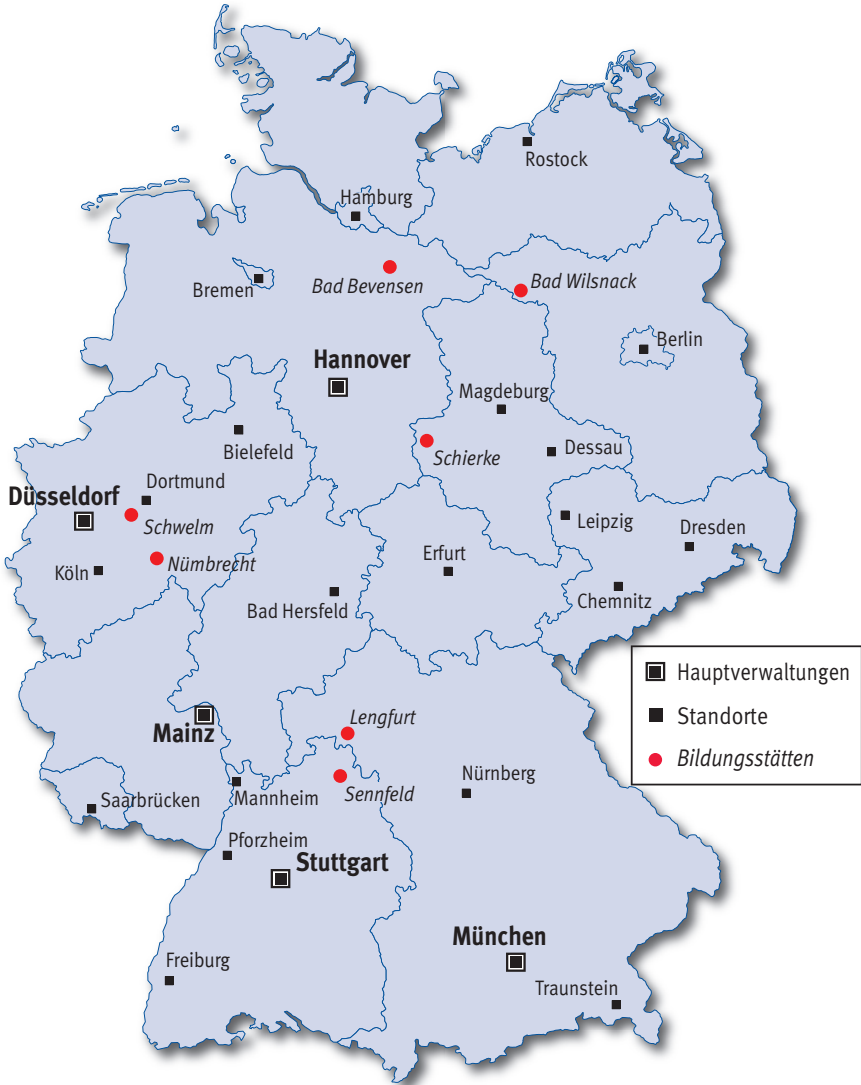 Rostock
Hamburg
Bad Bevensen
Bad Wilsnack
Bremen
Berlin
Hannover
Magdeburg
Bielefeld
Schierke
Dessau
Dortmund
Düsseldorf
Schwelm
Leipzig
Dresden
Erfurt
Nümbrecht
Köln
Chemnitz
Bad Hersfeld
Hauptverwaltungen
Standorte
Bildungsstätten
Lengfurt
Mainz
Nürnberg
Saarbrücken
Mannheim
Sennfeld
Pforzheim
Stuttgart
München
Freiburg
Traunstein